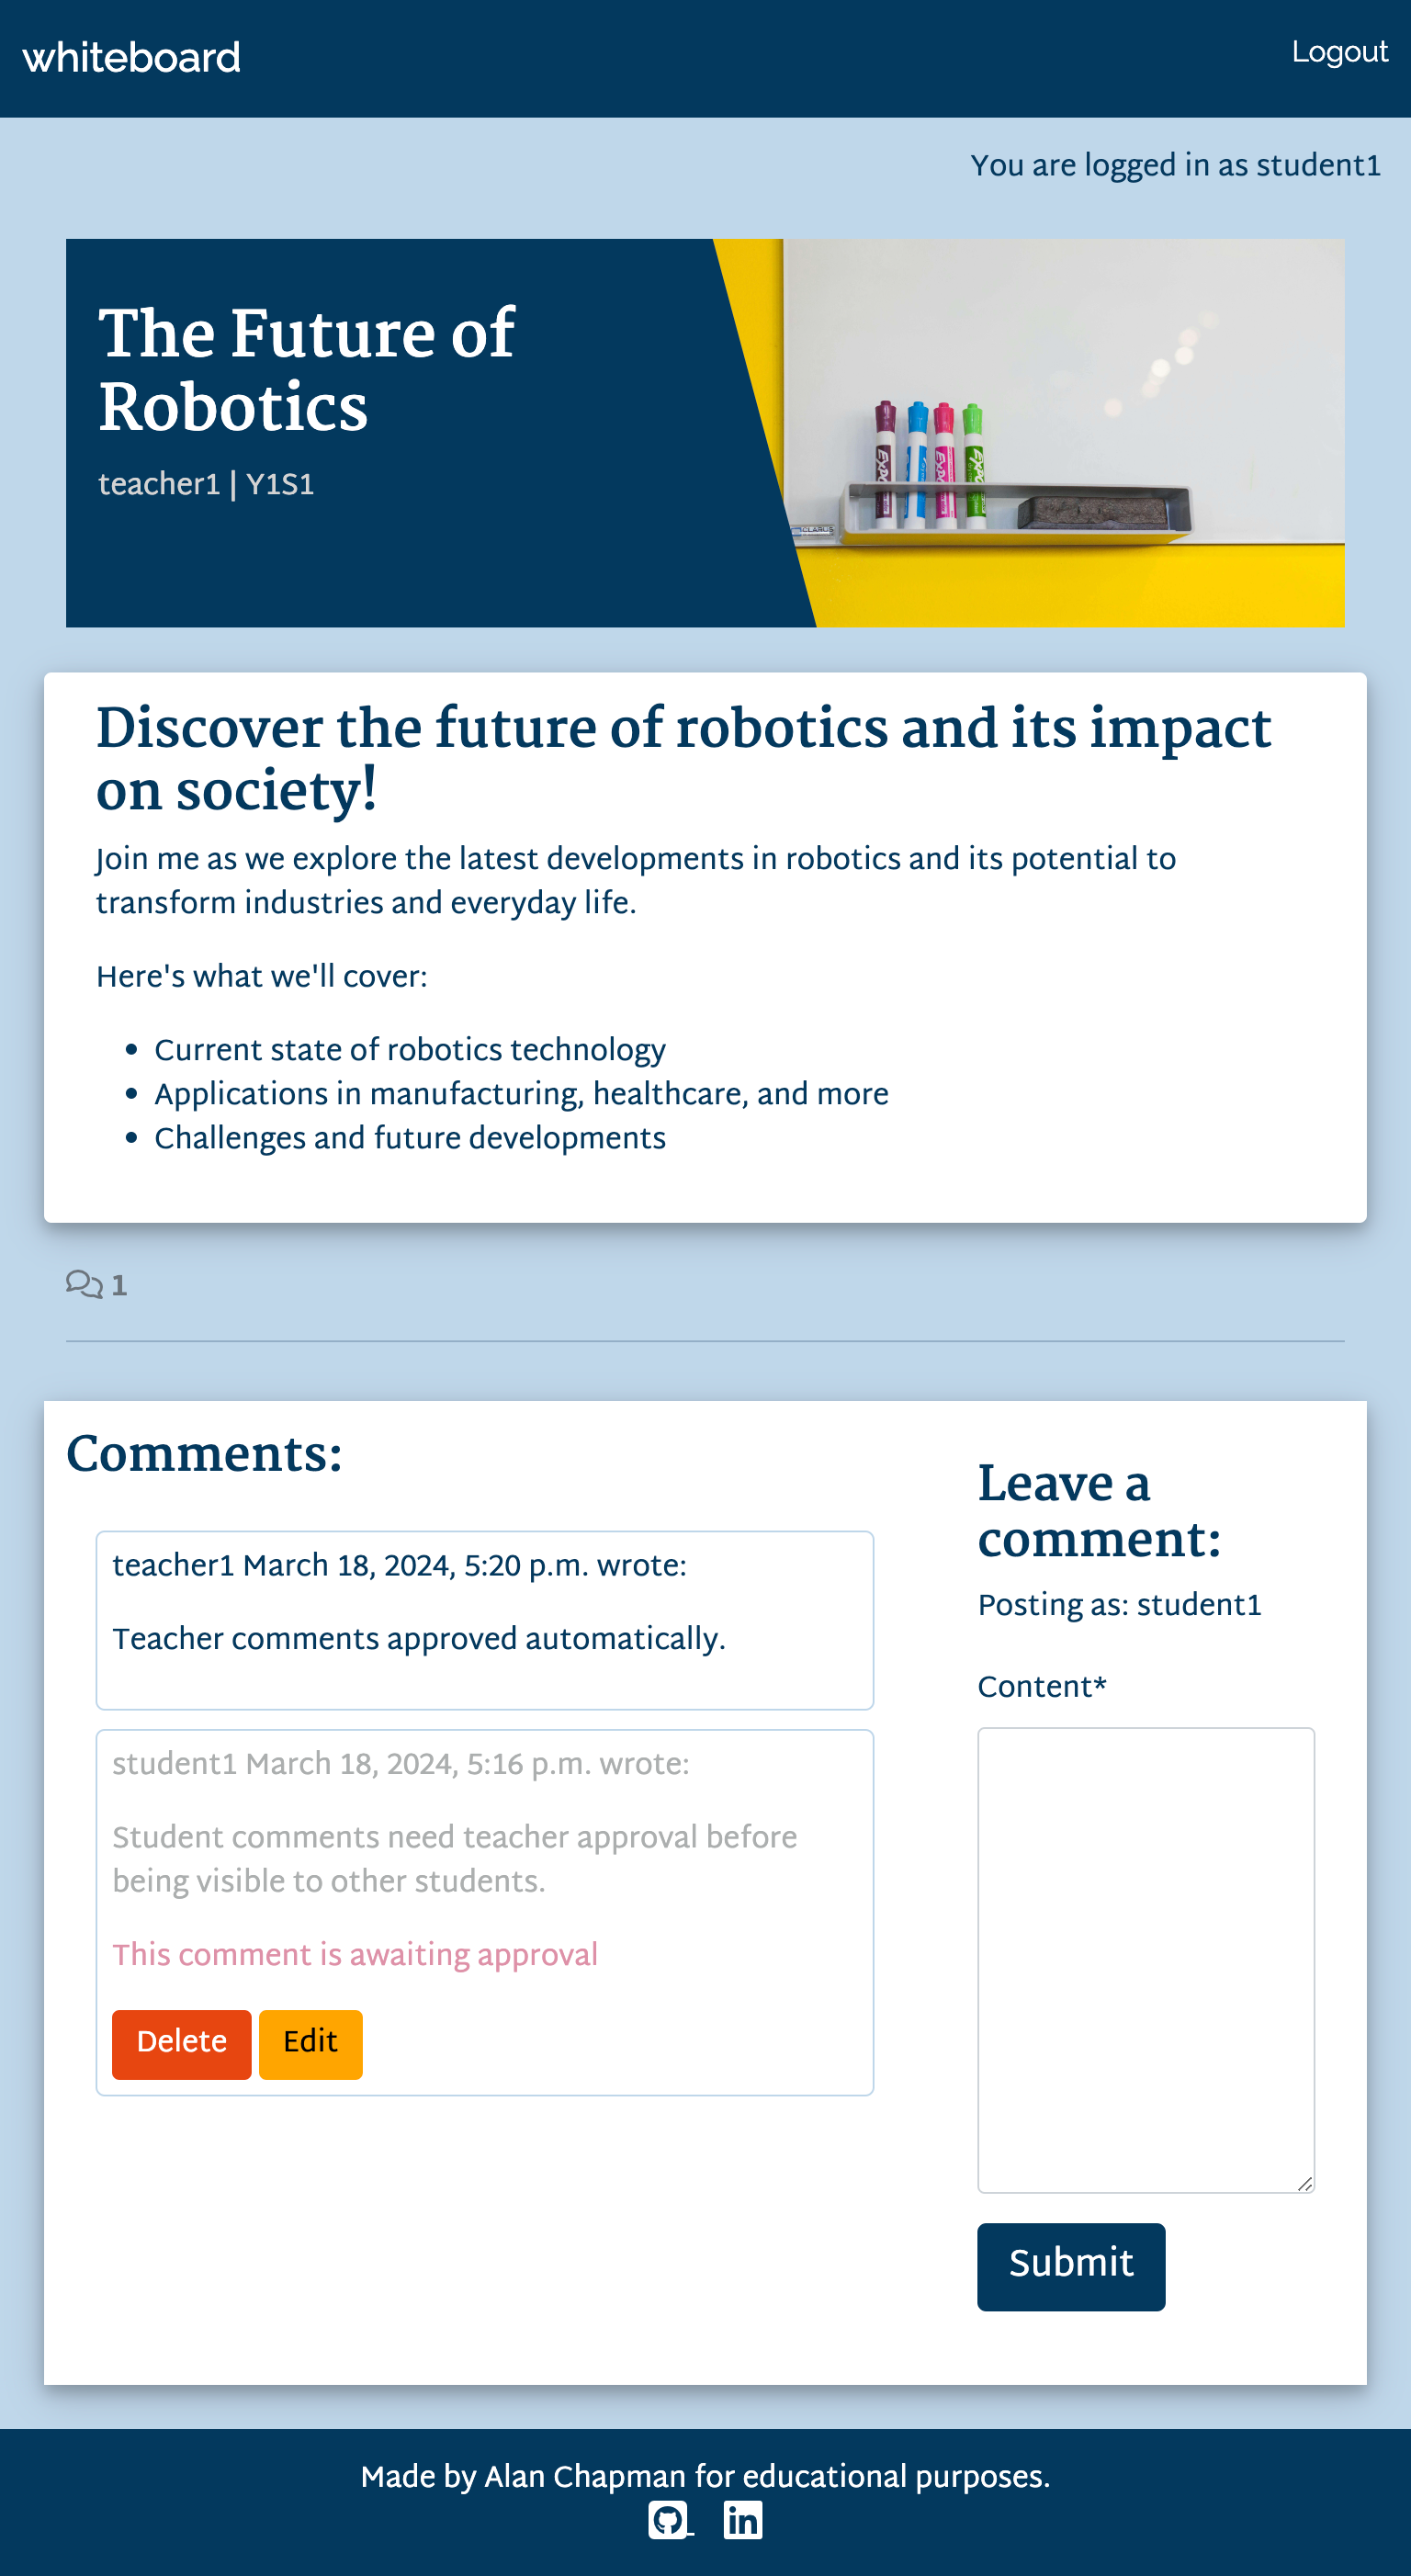 whiteboard
Logout
You are logged in as student1
The Future of
Robotics
teacher1 | Y1S1
EXPO
EXPO
EXPO
EXPO
CLARUS
Discover the future of robotics and its impact
on society!
Join me as we explore the latest developments in robotics and its potential to
transform industries and everyday life.
Here's what we'll cover:
• Current state of robotics technology
• Applications in manufacturing, healthcare, and more
• Challenges and future developments
1
Comments:
teacher1 March 18, 2024, 5:20 p.m. wrote:
Teacher comments approved automatically.
student1 March 18, 2024, 5:16 p.m. wrote:
Student comments need teacher approval before
being visible to other students.
This comment is awaiting approval
Delete
Edit
Leave a
comment:
Posting as: student1
Content*
Submit
Made by Alan Chapman for educational purposes.
in